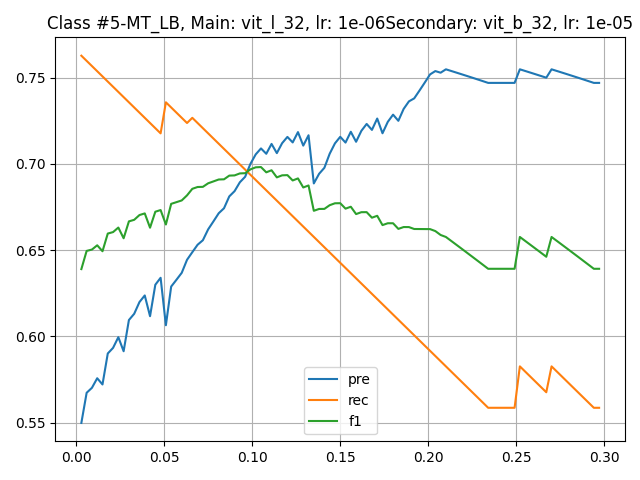 Class #5-MT_LB, Main: vit_l_32, lr: 1e-06Secondary: vit_b_32, lr: 1e-05
0.75
0.70
0.65
0.60
0.55
pre
rec
f1
0.00 0.05 0.10 0.15 0.20 0.25 0.30